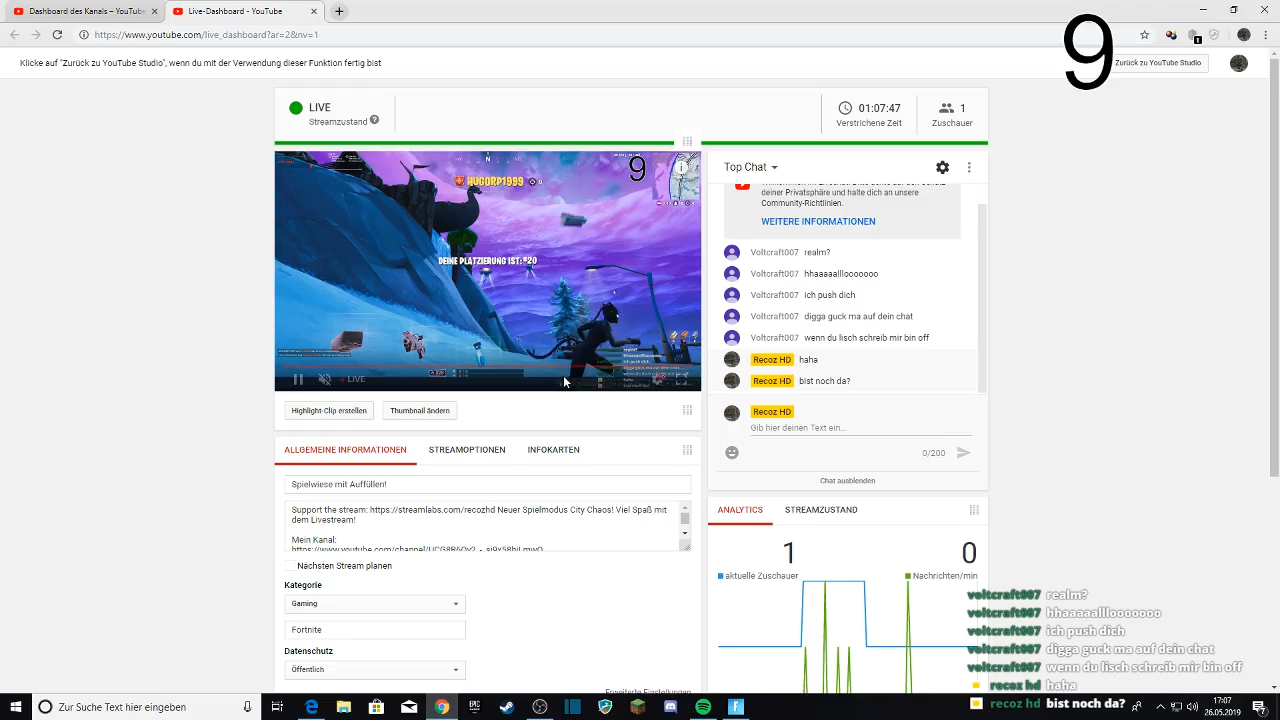 Dashboard des Kanals - YouTube
Live-Dashboard - YouTube
https://www.youtube.com/live_dashboard?ar=2&nv=1
Klicke auf "Zurück zu YouTube Studio", wenn du mit der Verwendung dieser Funktion fertig bist.
9
Zurück zu YouTube Studio
LIVE
Streamzustand
01:07:47
Verstrichene Zeit
1
Zuschauer
HUGORP1999
9
DEINE PLATZIERUNG IST: #20
LIVE
Top Chat
deiner Privatsphäre und halte dich an unsere
Community-Richtlinien.
WEITERE INFORMATIONEN
Voltcraft007 realm?
Voltcraft007 hhaaaaallloooooo
Voltcraft007 ich push dich
Voltcraft007 digga guck ma auf dein chat
Voltcraft007 wenn du lisch schreib mir bin off
Recoz HD haha
Recoz HD bist noch da?
Recoz HD
Gib hier deinen Text ein...
0/200
Chat ausblenden
Highlight-Clip erstellen
Thumbnail ändern
ALLGEMEINE INFORMATIONEN
STREAMOPTIONEN
INFOKARTEN
Spielwiese mit Auffüllen!
Support the stream: https://streamlabs.com/recozhd Neuer Spielmodus City Chaos! Viel Spaß mit
dem Livestream!
Mein Kanal:
Nächsten Stream planen
Kategorie
Gaming
Fortnite
Datenschutz
Öffentlich
Erweiterte Einstellungen
ANALYTICS
STREAMZUSTAND
1
aktuelle Zuschauer
0
Nachrichten/min
voltcraft007 realm?
voltcraft007 hhaaaaallloooooo
voltcraft007 ich push dich
voltcraft007 digga guck ma auf dein chat
voltcraft007 wenn du lisch schreib mir bin off
recoz hd haha
recoz hd bist noch da?
Zur Suche Text hier eingeben
17:07
26.05.2019